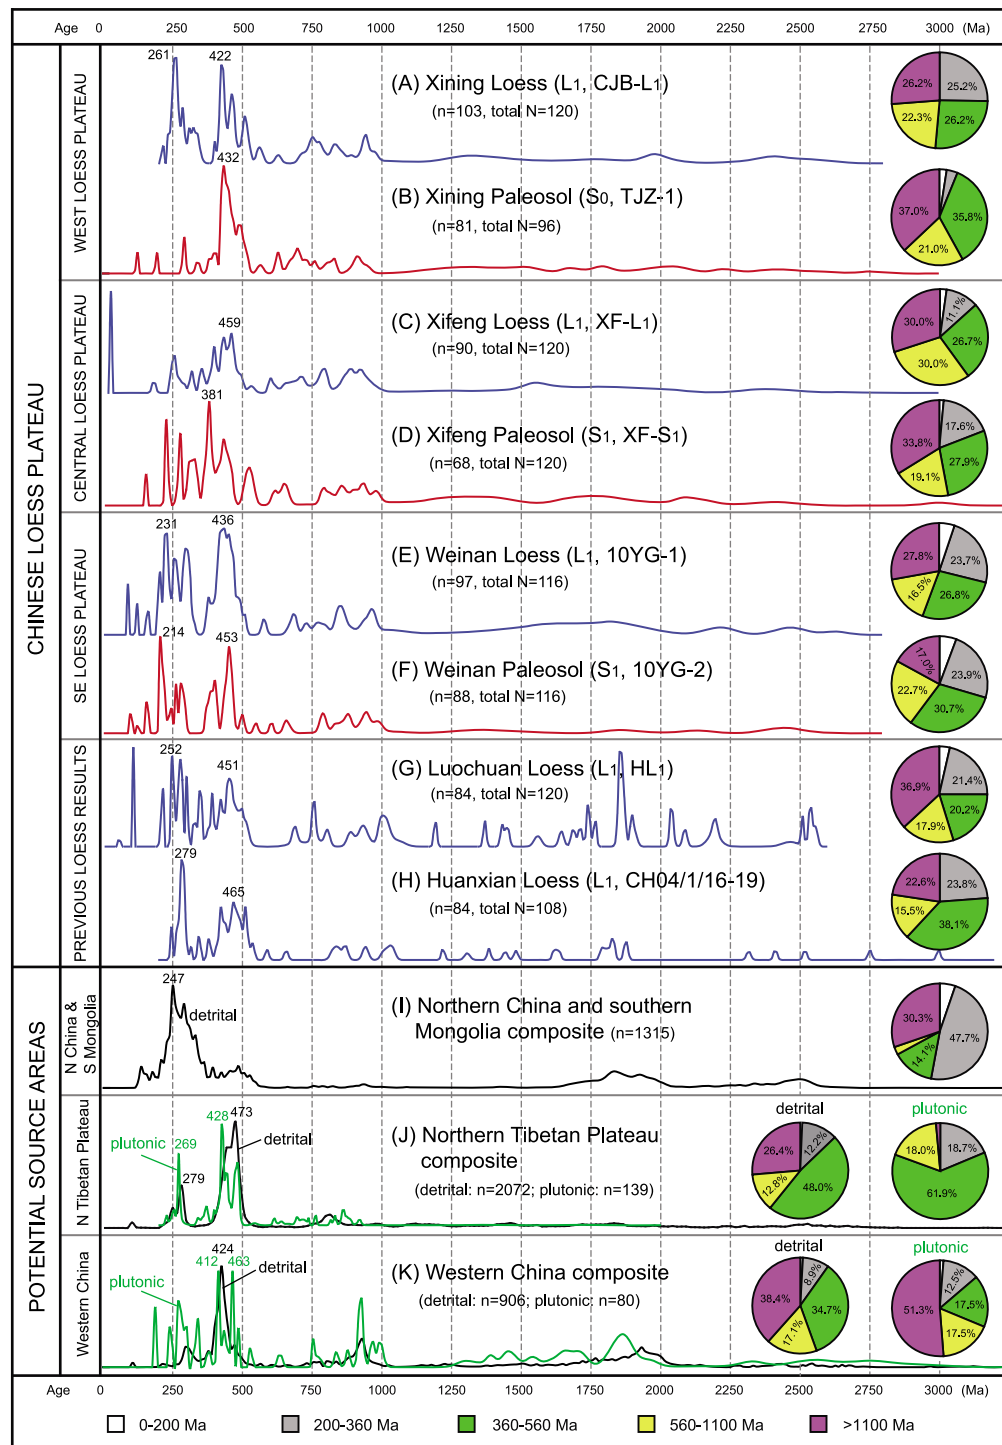 Age 0 250 500 750 1000 1250 1500 1750 2000 2250 2500 2750 3000 (Ma)
CHINESE LOESS PLATEAU
WEST LOESS PLATEAU
261
422
(A) Xining Loess (L1, CJB-L1)
(n=103, total N=120)
26.2%
25.2%
22.3%
26.2%
432
(B) Xining Paleosol (S0, TJZ-1)
(n=81, total N=96)
37.0%
35.8%
21.0%
CENTRAL LOESS PLATEAU
459
(C) Xifeng Loess (L1, XF-L1)
(n=90, total N=120)
11.1%
30.0%
26.7%
30.0%
381
(D) Xifeng Paleosol (S1, XF-S1)
(n=68, total N=120)
17.6%
33.8%
27.9%
19.1%
SE LOESS PLATEAU
231
436
(E) Weinan Loess (L1, 10YG-1)
(n=97, total N=116)
27.8%
23.7%
16.5%
26.8%
214
453
(F) Weinan Paleosol (S1, 10YG-2)
(n=88, total N=116)
17.0%
23.9%
22.7%
30.7%
PREVIOUS LOESS RESULTS
252
451
(G) Luochuan Loess (L1, HL1)
(n=84, total N=120)
21.4%
36.9%
20.2%
17.9%
279
465
(H) Huanxian Loess (L1, CH04/1/16-19)
(n=84, total N=108)
22.6%
23.8%
15.5%
38.1%
POTENTIAL SOURCE AREAS
N China &
S Mongolia
247
detrital
(I) Northern China and southern
Mongolia composite (n=1315)
30.3%
47.7%
14.1%
N Tibetan Plateau
plutonic
269
279
428
473
detrital
(J) Northern Tibetan Plateau
composite
(detrital: n=2072; plutonic: n=139)
detrital
12.2%
26.4%
12.8%
48.0%
plutonic
18.0%
18.7%
61.9%
Western China
plutonic
424
412
463
detrital
(K) Western China composite
(detrital: n=906; plutonic: n=80)
detrital
8.9%
38.4%
34.7%
17.1%
plutonic
12.5%
51.3%
17.5%
17.5%
Age 0 250 500 750 1000 1250 1500 1750 2000 2250 2500 2750 3000 (Ma)
0-200 Ma 200-360 Ma 360-560 Ma 560-1100 Ma >1100 Ma